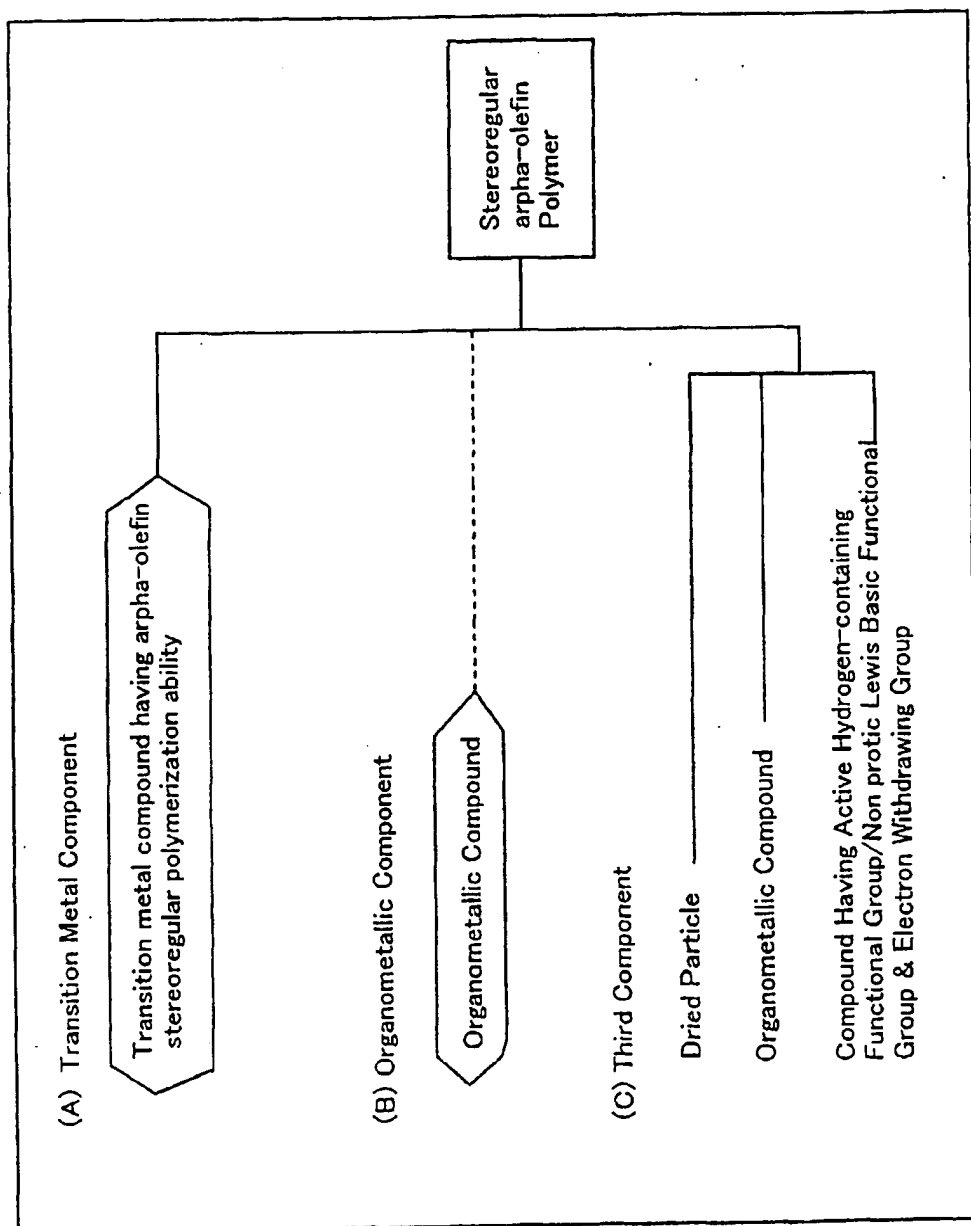 (A) Transition Metal Component
Transition metal compound having arpha-olefin
stereoregular polymerization ability
(B) Organometallic Component
Organometallic Compound
(C) Third Component
Dried Particle
Organometallic Compound
Compound Having Active Hydrogen-containing
Functional Group/Non protic Lewis Basic Functional
Group & Electron Withdrawing Group
Stereoregular
arpha-olefin
Polymer